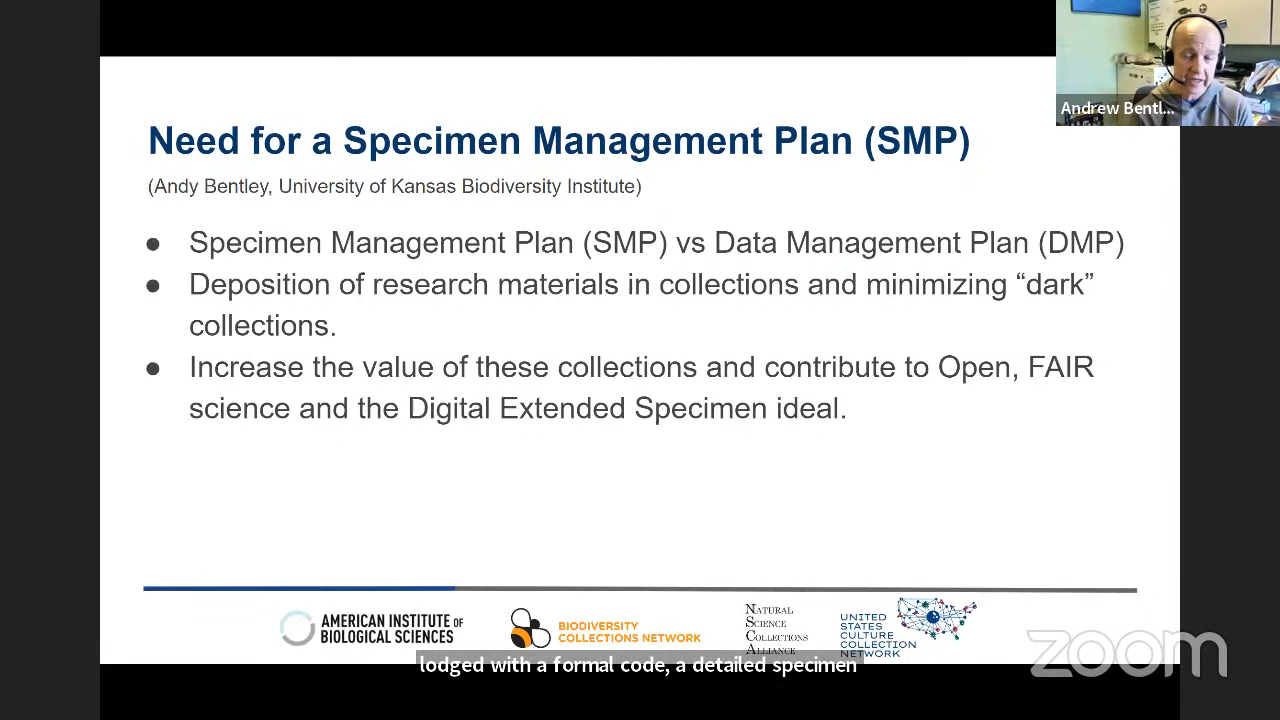 Andrew Bentl...
Need for a Specimen Management Plan (SMP)
(Andy Bentley, University of Kansas Biodiversity Institute)
● Specimen Management Plan (SMP) vs Data Management Plan (DMP)
● Deposition of research materials in collections and minimizing “dark”
collections.
● Increase the value of these collections and contribute to Open, FAIR
science and the Digital Extended Specimen ideal.
AMERICAN INSTITUTE OF
BIOLOGICAL SCIENCES
BIODIVERSITY
COLLECTIONS NETWORK
NATURAL
SCIENCE
COLLECTIONS
ALLIANCE
UNITED
STATES
CULTURE
COLLECTION
NETWORK
zoom
lodged with a formal code, a detailed specimen